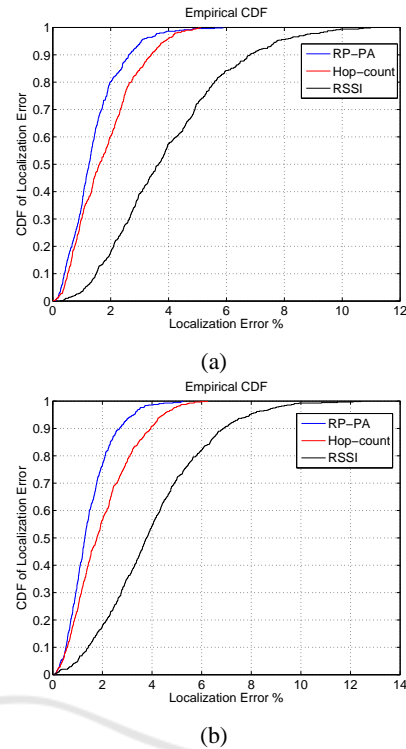 Empirical CDF
1
0.9
0.8
0.7
0.6
0.5
0.4
0.3
0.2
0.1
0
CDF of Localization Error
RP−PA
Hop−count
RSSI
0 2 4 6 8 10 12
Localization Error %
(a)
Empirical CDF
1
0.9
0.8
0.7
0.6
0.5
0.4
0.3
0.2
0.1
0
CDF of Localization Error
RP−PA
Hop−count
RSSI
0 2 4 6 8 10 12 14
Localization Error %
(b)